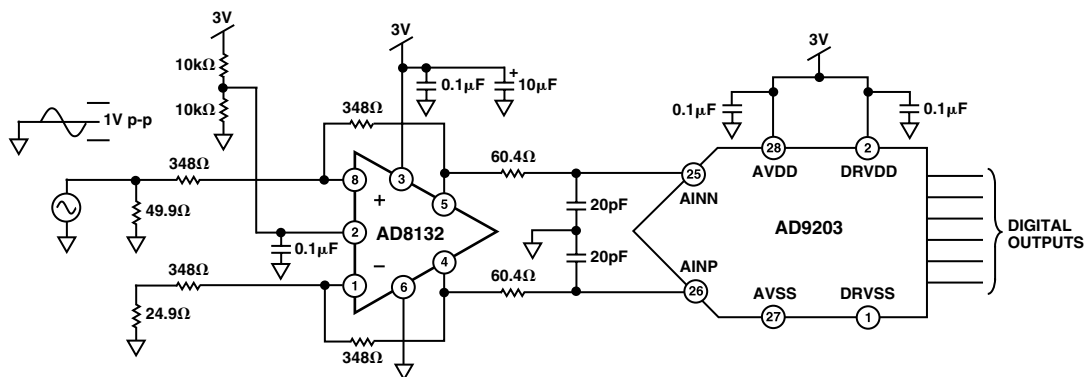 3V
10kΩ
10kΩ
1V p-p
348Ω
49.9Ω
348Ω
24.9Ω
0.1μF
3V
0.1μF
+
10μF
348Ω
8
+
3
5
2
AD8132
4
−
1
6
348Ω
60.4Ω
20pF
20pF
60.4Ω
3V
0.1μF
0.1μF
28
2
AVDD
DRVDD
25
AINN
AD9203
AINP
26
AVSS
DRVSS
27
1
DIGITAL
OUTPUTS